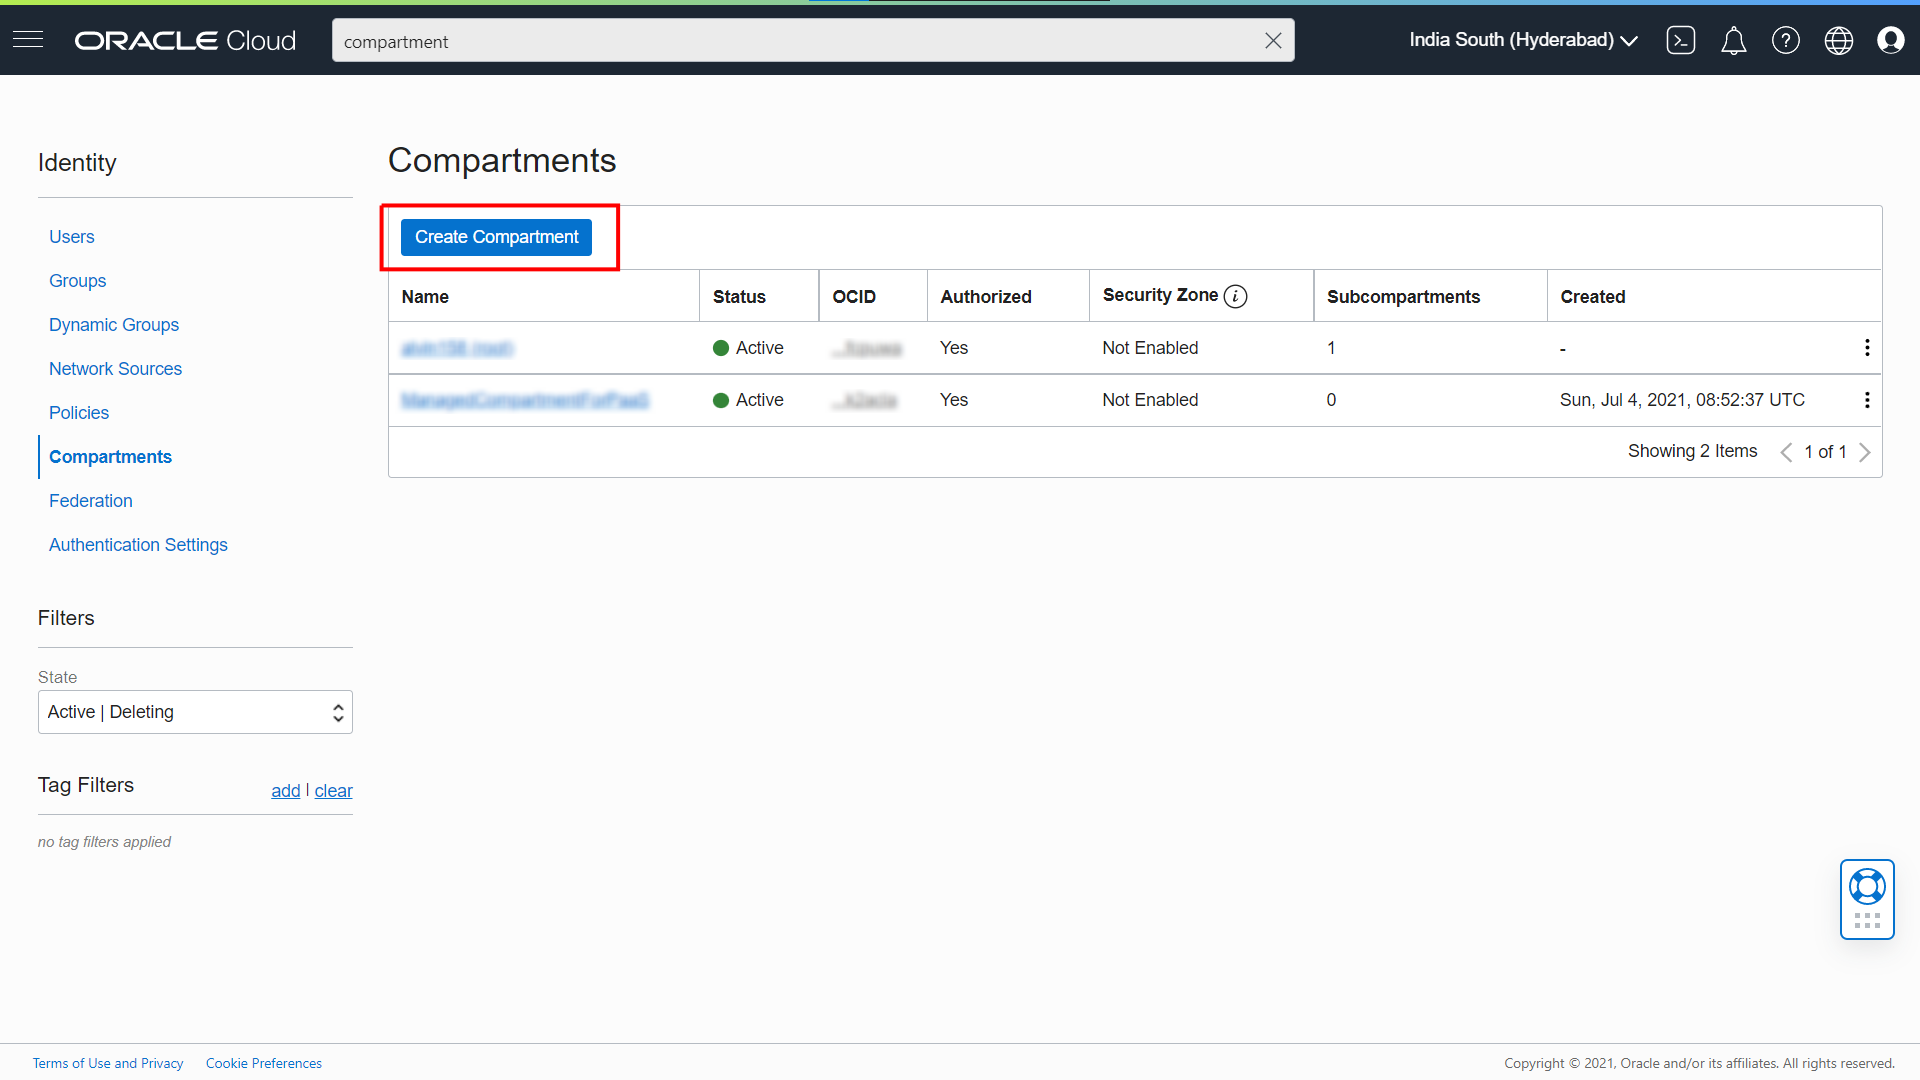 ORACLE Cloud
compartment
India South (Hyderabad)
Identity
Users
Groups
Dynamic Groups
Network Sources
Policies
Compartments
Federation
Authentication Settings
Filters
State
Active | Deleting
Tag Filters
add | clear
no tag filters applied
Compartments
Create Compartment
Name Status OCID Authorized Security Zone i Subcompartments Created
Active Yes Not Enabled 1 -
Active Yes Not Enabled 0 Sun, Jul 4, 2021, 08:52:37 UTC
Showing 2 Items < 1 of 1 >
Terms of Use and Privacy Cookie Preferences
Copyright © 2021, Oracle and/or its affiliates. All rights reserved.